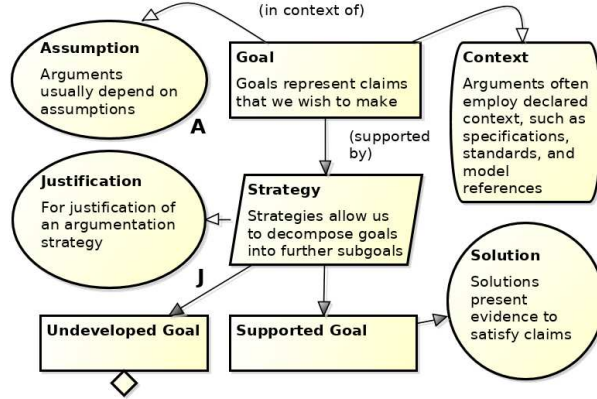 (in context of)
Assumption
Arguments
usually depend on
assumptions
A
Goal
Goals represent claims
that we wish to make
Context
Arguments often
employ declared
context, such as
specifications,
standards, and
model
references
(supported
by)
Justification
For justification of
an argumentation
strategy
J
Strategy
Strategies allow us
to decompose goals
into further subgoals
Solution
Solutions
present
evidence to
satisfy claims
Undeveloped Goal
Supported Goal